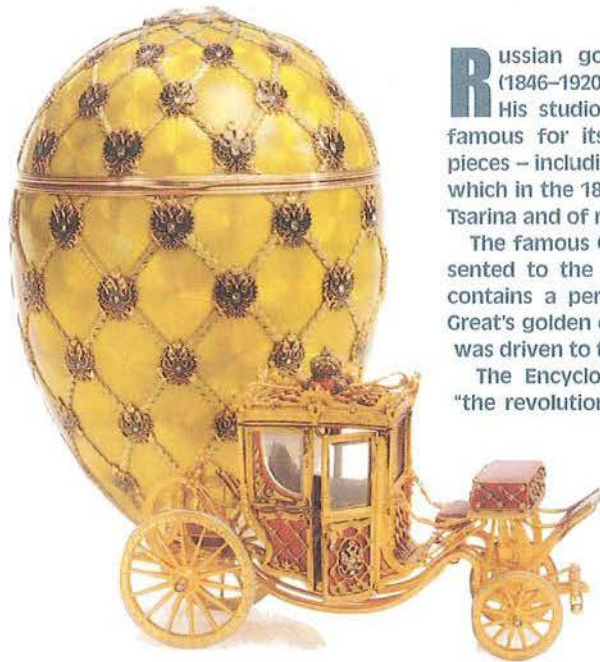 Russian go
(1846–1920
His studio
famous for its
pieces – includi
which in the 18
Tsarina and of r
The famous
sented to the
contains a per
Great's golden
was driven to t
The Encyclo
"the revolution